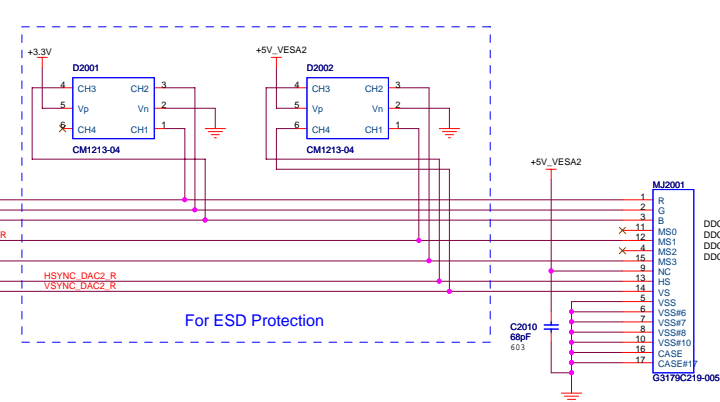 +3.3V
D2001
4 CH3 CH2 3
5 Vp Vn 2
6 CH4 CH1 1
CM1213-04
+5V_VESA2
D2002
4 CH3 CH2 3
5 Vp Vn 2
6 CH4 CH1 1
CM1213-04
+5V_VESA2
MJ2001
1 R
2 G
3 B
11 MS0
12 MS1
4 MS2
15 MS3
9 NC
13 HS
14 VS
5 VSS
6 VSS#6
7 VSS#7
8 VSS#8
10 VSS#10
16 CASE
17 CASE#17
G3179C219-005
DDC
DDC
DDC
DDC
R
HSYNC_DAC2_R
VSYNC_DAC2_R
For ESD Protection
C2010
68pF
603